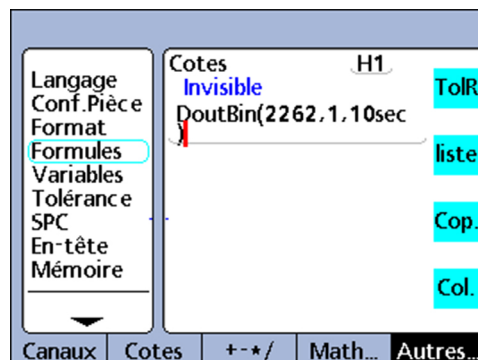 Langage
Conf.Pièce
Format
Formules
Variables
Tolérance
SPC
En-tête
Mémoire
Cotes H1
Invisible
DoutBin(2262,1,10sec
)
TolR
liste
Cop.
Col.
Canaux Cotes +-*/ Math... Autres...